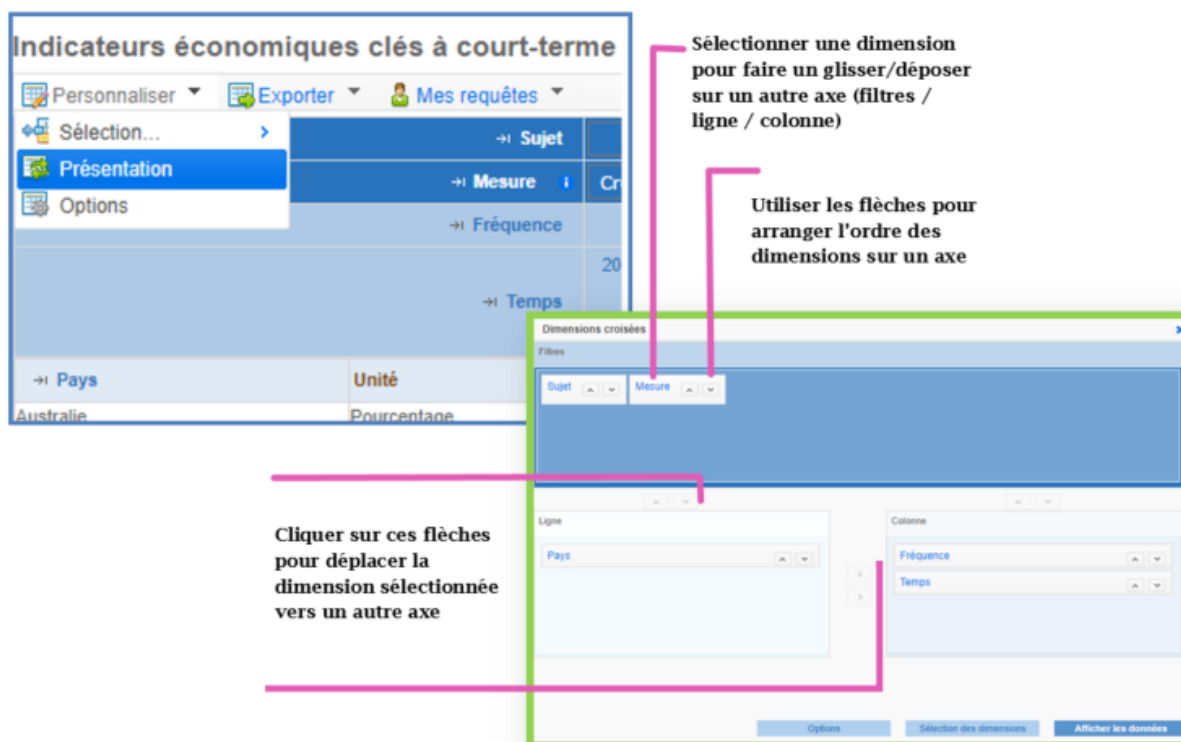 Indicateurs économiques clés à court-terme
Personnaliser Exporter Mes requêtes
Sélection...
Présentation
Options
Sujet
Mesure
Fréquence
20
Temps
Pays Unité
Australie Pourcentage
Sélectionner une dimension
pour faire un glisser/déposer
sur un autre axe (filtres /
ligne / colonne)
Utiliser les flèches pour
arranger l'ordre des
dimensions sur un axe
Dimensions croisées
Filtres
Sujet Mesure
Ligne Colonne
Pays Fréquence
Temps
Cliquer sur ces flèches
pour déplacer la
dimension sélectionnée
vers un autre axe
Options Sélection des dimensions Afficher les données